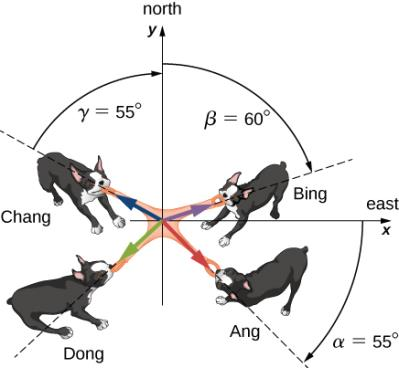 north
y
γ = 55°
β = 60°
Chang
Bing
east
x
Ang
α = 55°
Dong